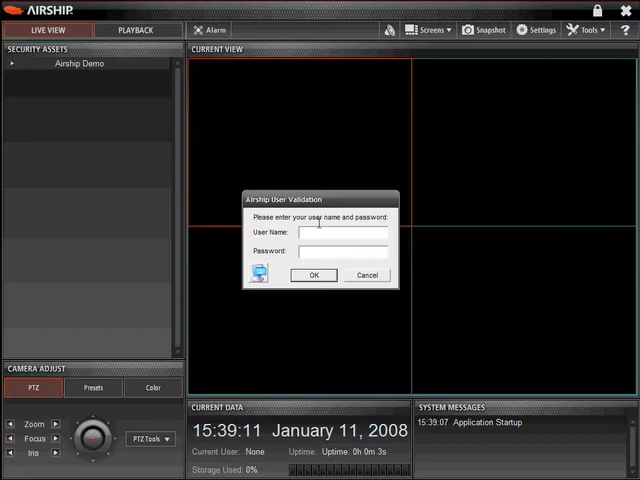 AIRSHIP
LIVE VIEW
PLAYBACK
Alarm
Screens
Snapshot
Settings
Tools
?
SECURITY ASSETS
CURRENT VIEW
Airship Demo
Airship User Validation
Please enter your user name and password:
User Name:
Password:
OK
Cancel
CAMERA ADJUST
PTZ
Presets
Color
Zoom
Focus
Iris
PTZ Tools
CURRENT DATA
15:39:11 January 11, 2008
Current User: None
Uptime: 0h 0m 3s
Storage Used: 0%
SYSTEM MESSAGES
15:39:07 Application Startup